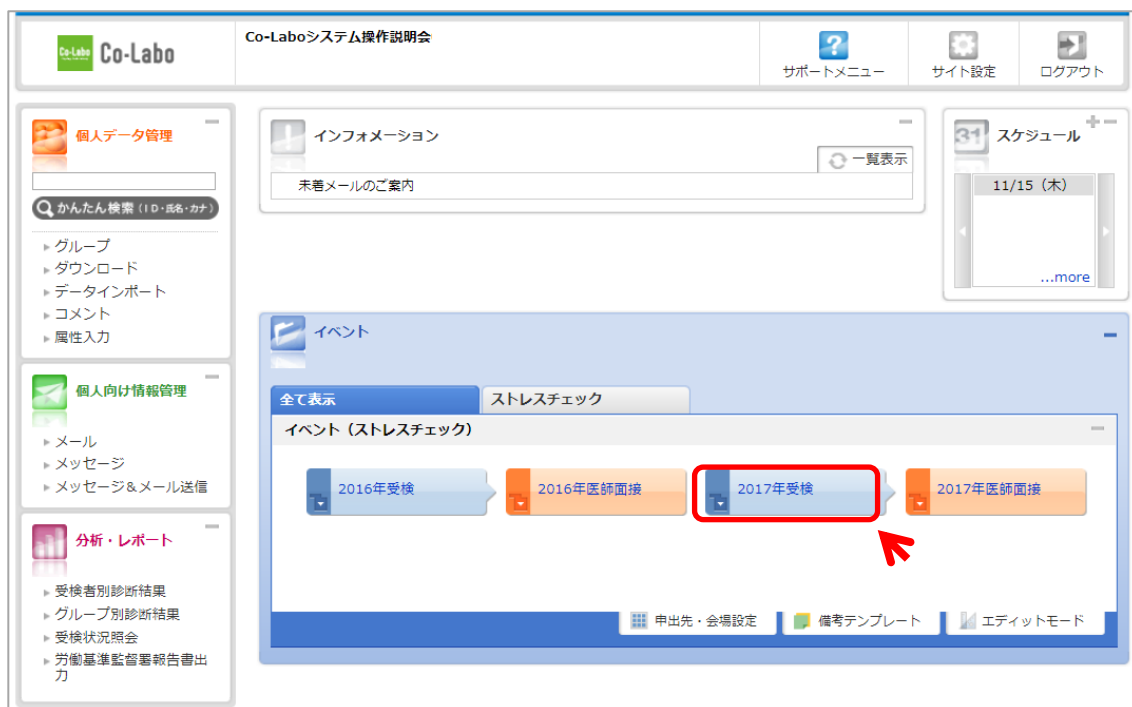 Co-Labo Co-Labo
Co-Laboシステム操作説明会
サポートメニュー
サイト設定
ログアウト
個人データ管理
かんたん検索 (ID・氏名・カナ)
グループ
ダウンロード
データインポート
コメント
属性入力
個人向け情報管理
メール
メッセージ
メッセージ&メール送信
分析・レポート
受検者別診断結果
グループ別診断結果
受検状況照会
労働基準監督署報告書出
力
インフォメーション
一覧表示
未着メールのご案内
31 スケジュール
11/15 (木)
...more
イベント
全て表示
ストレスチェック
イベント (ストレスチェック)
2016年受検
2016年医師面接
2017年受検
2017年医師面接
申出先・会場設定
備考テンプレート
エディットモード